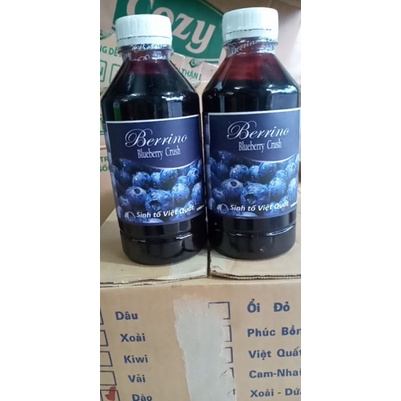 Cozy
Berrino
Blueberry Crush
Sinh tố Việt Quất
Berrino
Blueberry Crush
Sinh tố Việt Quất
Dâu
Xoài
Kiwi
Vải
Đào
Ổi Đỏ
Phúc Bồn
Việt Quất
Cam-Nha
Xoài - Dứ